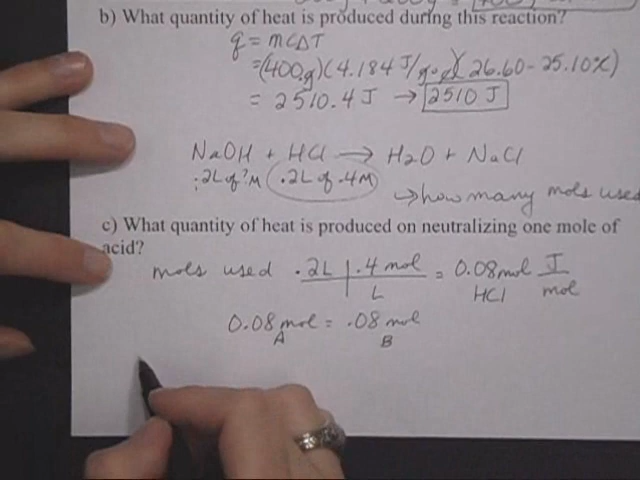 b) What quantity of heat is produced during this reaction?
q = mcΔT
=(400.g)(4.184 J/g·°C)(26.60 - 25.10°C)
= 2510.4 J → 2510 J
NaOH + HCl → H2O + NaCl
.2L of ? M .2L of .4M
→ how many mols used
c) What quantity of heat is produced on neutralizing one mole of
acid?
mols used .2L | .4 mol = 0.08 mol J
L HCl mol
0.08 mol = .08 mol
A B